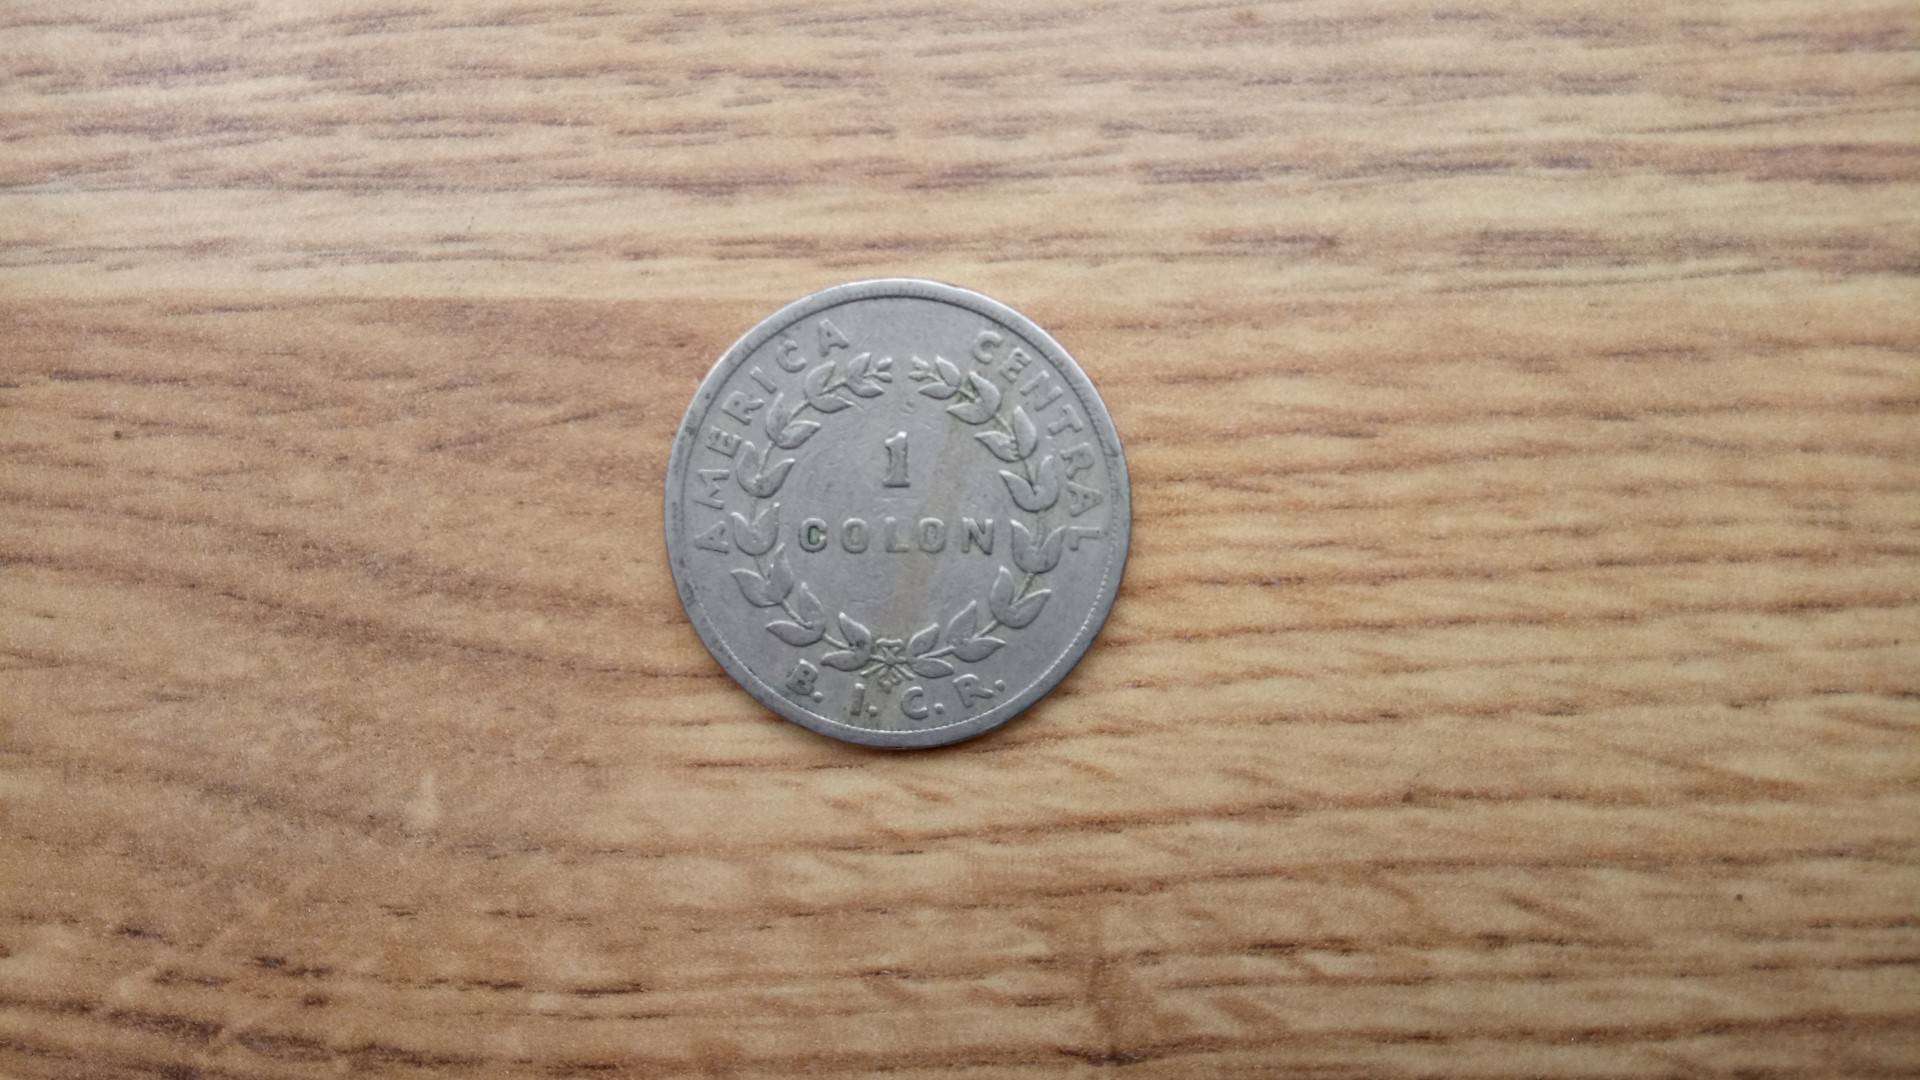 AMERICA CENTRAL
1
COLON
B. I. C. R.